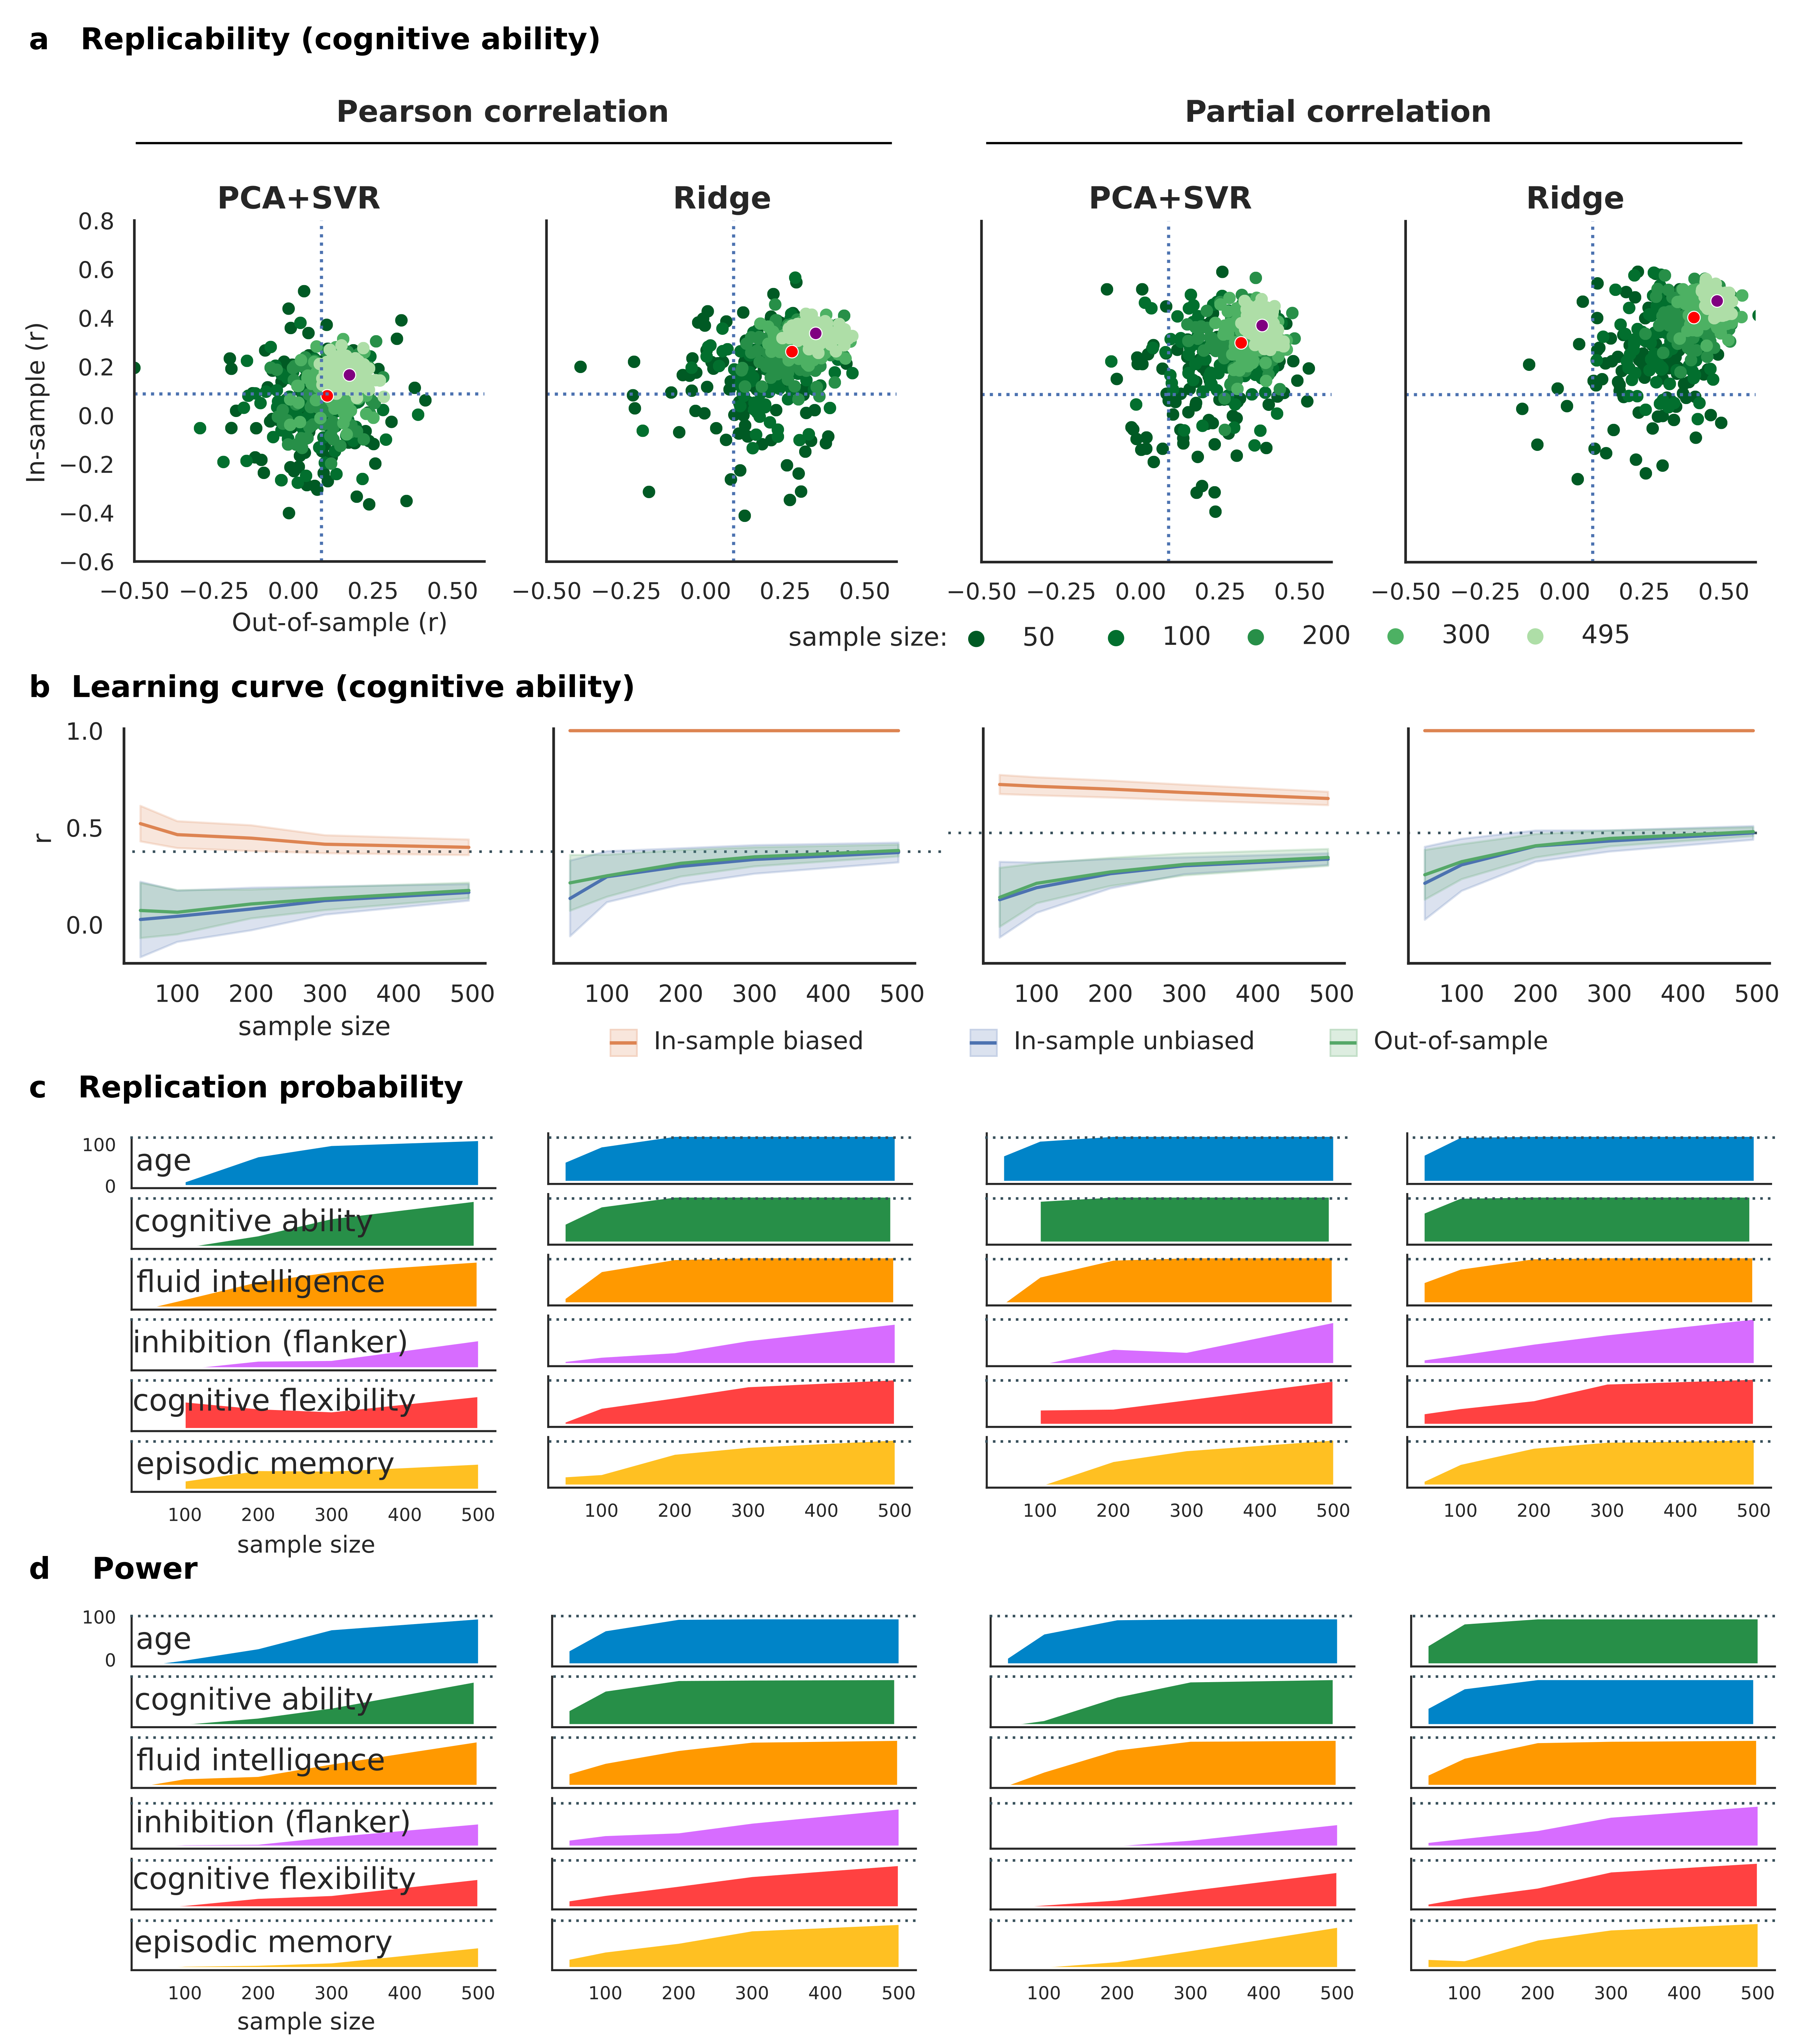 a Replicability (cognitive ability)
Pearson correlation Partial correlation
PCA+SVR Ridge PCA+SVR Ridge
0.8
0.6
0.4
0.2
0.0
−0.2
−0.4
−0.6
In-sample (r)
−0.50 −0.25 0.00 0.25 0.50 −0.50 −0.25 0.00 0.25 0.50 −0.50 −0.25 0.00 0.25 0.50 −0.50 −0.25 0.00 0.25 0.50
Out-of-sample (r)
sample size: 50 100 200 300 495
b Learning curve (cognitive ability)
1.0
0.5
0.0
r
100 200 300 400 500 100 200 300 400 500 100 200 300 400 500 100 200 300 400 500
sample size
In-sample biased In-sample unbiased Out-of-sample
c Replication probability
100
age
0
cognitive ability
fluid intelligence
inhibition (flanker)
cognitive flexibility
episodic memory
100 200 300 400 500 100 200 300 400 500 100 200 300 400 500 100 200 300 400 500
sample size
d Power
100
age
0
cognitive ability
fluid intelligence
inhibition (flanker)
cognitive flexibility
episodic memory
100 200 300 400 500 100 200 300 400 500 100 200 300 400 500 100 200 300 400 500
sample size